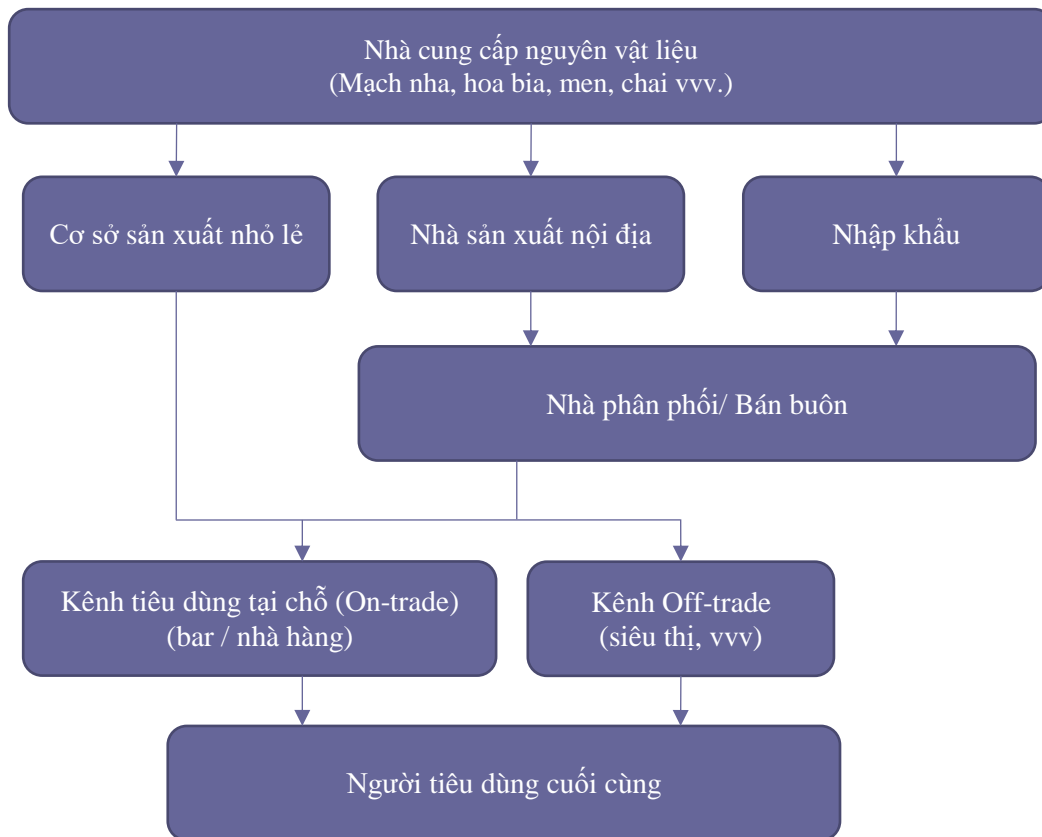 Nhà cung cấp nguyên vật liệu
(Mạch nha, hoa bia, men, chai vvv.)
Cơ sở sản xuất nhỏ lẻ
Nhà sản xuất nội địa
Nhập khẩu
Nhà phân phối/ Bán buôn
Kênh tiêu dùng tại chỗ (On-trade)
(bar / nhà hàng)
Kênh Off-trade
(siêu thị, vvv)
Người tiêu dùng cuối cùng